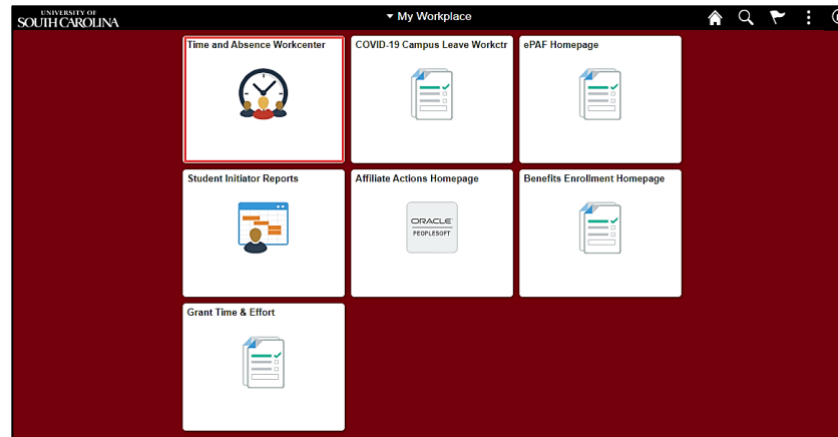 UNIVERSITY OF
SOUTH CAROLINA
My Workplace
Time and Absence Workcenter
COVID-19 Campus Leave Workctr
ePAF Homepage
Student Initiator Reports
Affiliate Actions Homepage
Benefits Enrollment Homepage
ORACLE
PEOPLESOFT
Grant Time & Effort